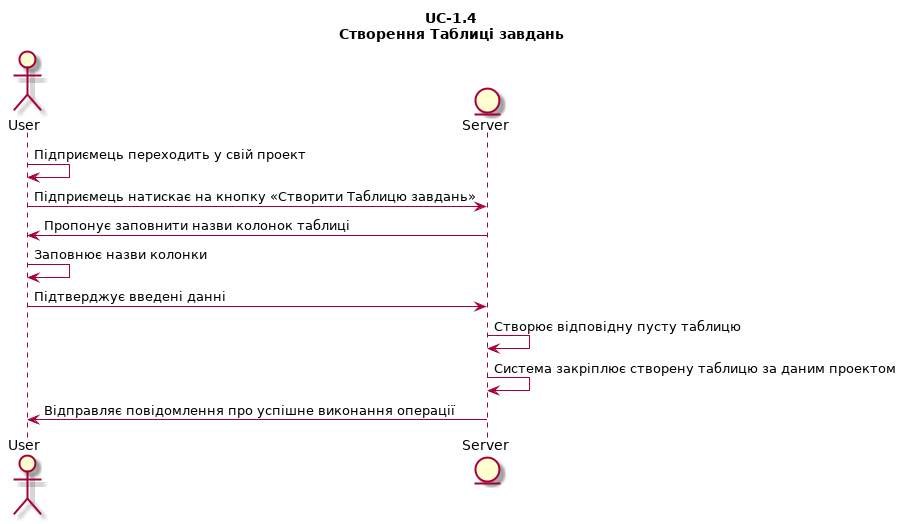 UC-1.4
Створення Таблиці завдань
User
Server
Підприємець переходить у свій проект
Підприємець натискає на кнопку «Створити Таблицю завдань»
Пропонує заповнити назви колонок таблиці
Заповнює назви колонки
Підтверджує введені данні
Створює відповідну пусту таблицю
Система закріплює створену таблицю за даним проектом
Відправляє повідомлення про успішне виконання операції
User
Server